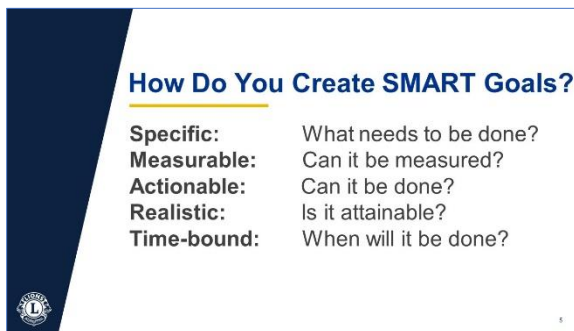 How Do You Create SMART Goals?
Specific: What needs to be done?
Measurable: Can it be measured?
Actionable: Can it be done?
Realistic: Is it attainable?
Time-bound: When will it be done?
LIONS
L
5